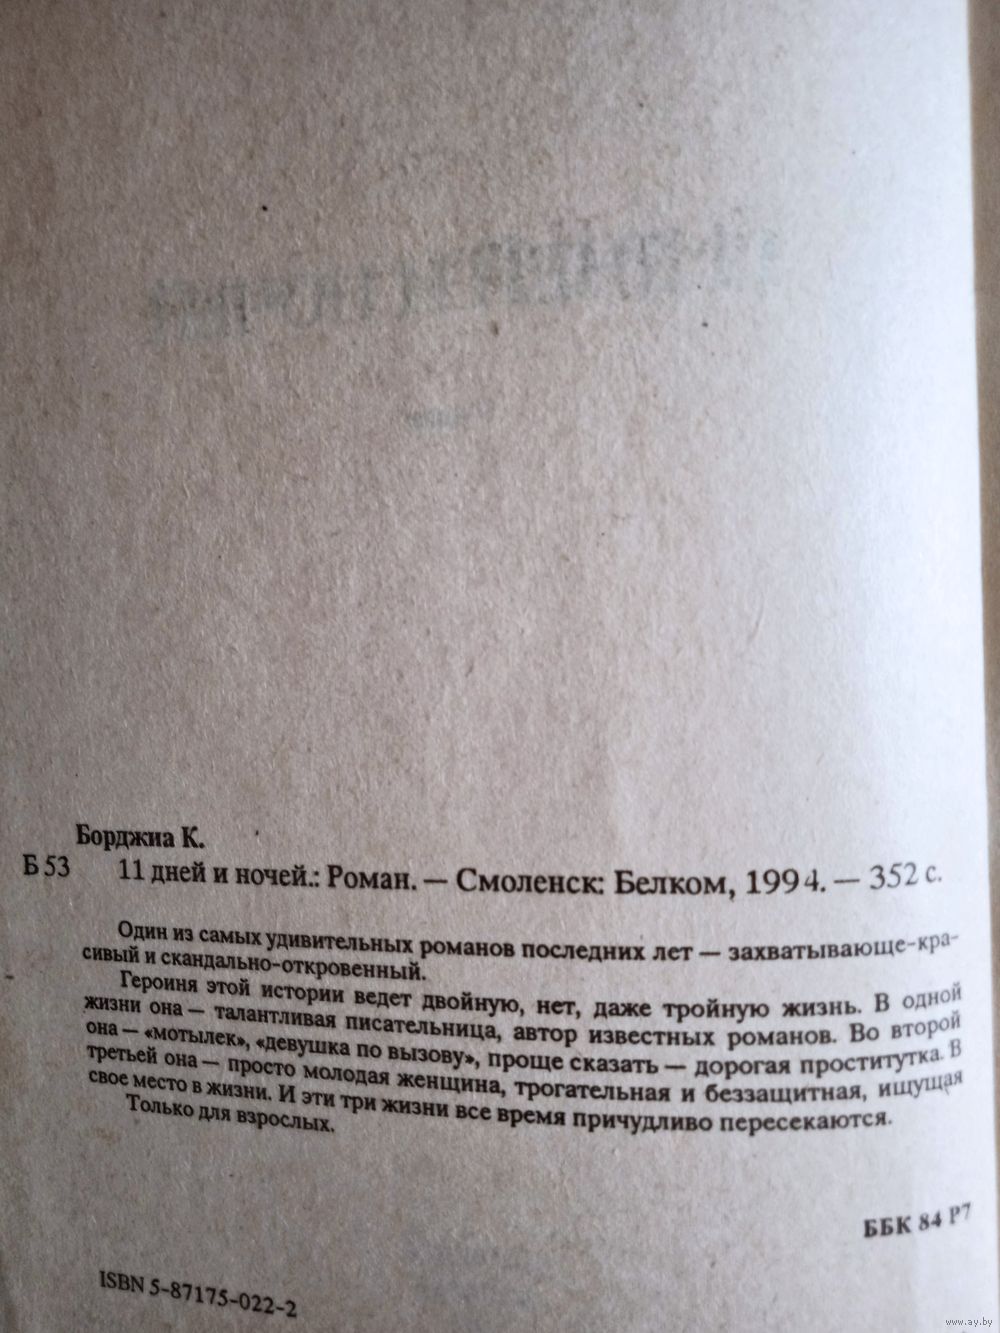 Борджиа К.
Б 53 11 дней и ночей.: Роман. — Смоленск: Белком, 1994. — 352 с.
Один из самых удивительных романов последних лет — захватывающе-кра-
сивый и скандально-откровенный.
Героиня этой истории ведет двойную, нет, даже тройную жизнь. В одной
жизни она — талантливая писательница, автор известных романов. Во второй
она — «мотылек», «девушка по вызову», проще сказать — дорогая проститутка. В
третьей она — просто молодая женщина, трогательная и беззащитная, ищущая
свое место в жизни. И эти три жизни все время причудливо пересекаются.
Только для взрослых.
ББК 84 Р7
ISBN 5-87175-022-2
www.ay.by